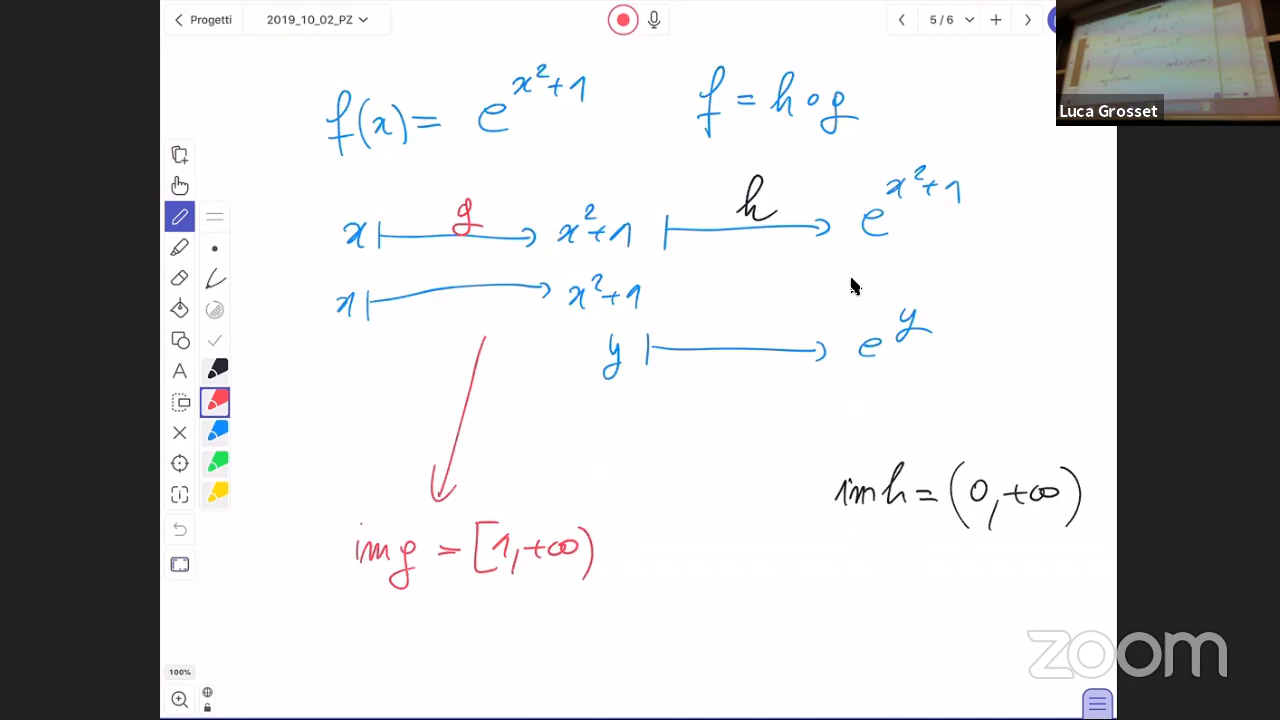 Projetti
2019_10_02_PZ
5/6
Luca Grosset
f(x) = e^{x²+1}
f = h ∘ g
g
h
x ↦ x²+1 ↦ e^{x²+1}
x ↦ x²+1
y ↦ e^y
im h = (0, +∞)
im g = [1, +∞)
A
100%
zoom